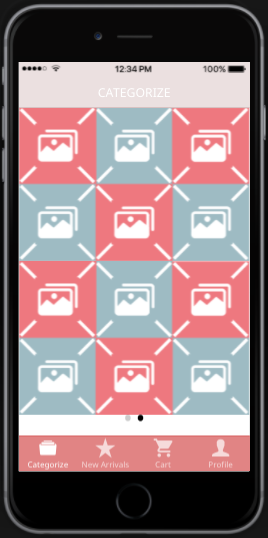 12:34 PM 100%
CATEGORIZE
Categorize New Arrivals Cart Profile